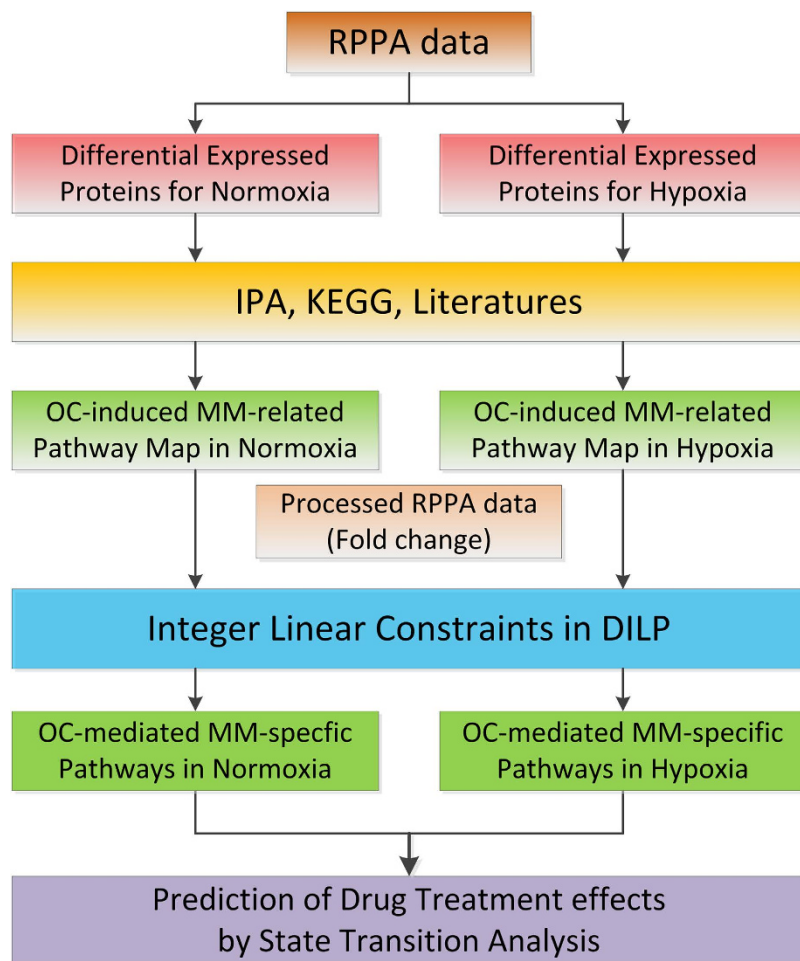 RPPA data
Differential Expressed
Proteins for Normoxia
Differential Expressed
Proteins for Hypoxia
IPA, KEGG, Literatures
OC-induced MM-related
Pathway Map in Normoxia
OC-induced MM-related
Pathway Map in Hypoxia
Processed RPPA data
(Fold change)
Integer Linear Constraints in DILP
OC-mediated MM-specfic
Pathways in Normoxia
OC-mediated MM-specific
Pathways in Hypoxia
Prediction of Drug Treatment effects
by State Transition Analysis